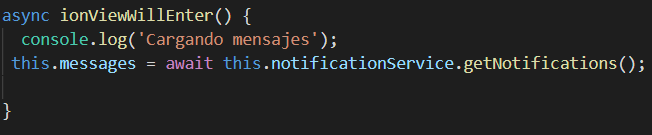 async ionViewWillEnter() {
console.log('Cargando mensajes');
this.messages = await this.notificationService.getNotifications();
}